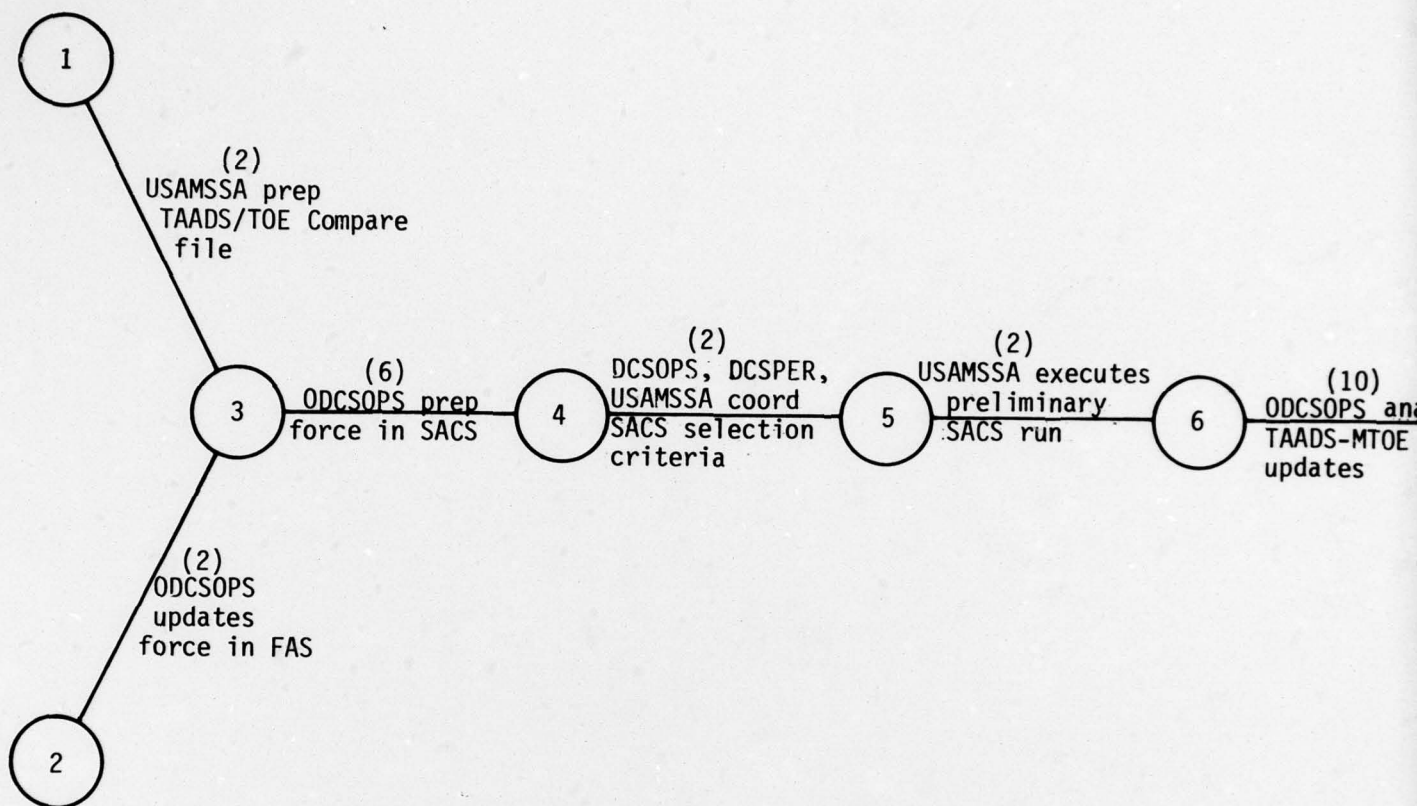 1
(2)
USAMSSA prep
TAADS/TOE Compare
file
3
(6)
ODCSOPS prep
force in SACS
4
(2)
DCSOPS, DCSPER,
USAMSSA coord
SACS selection
criteria
5
(2)
USAMSSA executes
preliminary
SACS run
6
(10)
ODCSOPS
TAADS-MTOE
updates
(2)
ODCSOPS
updates
force in FAS
2